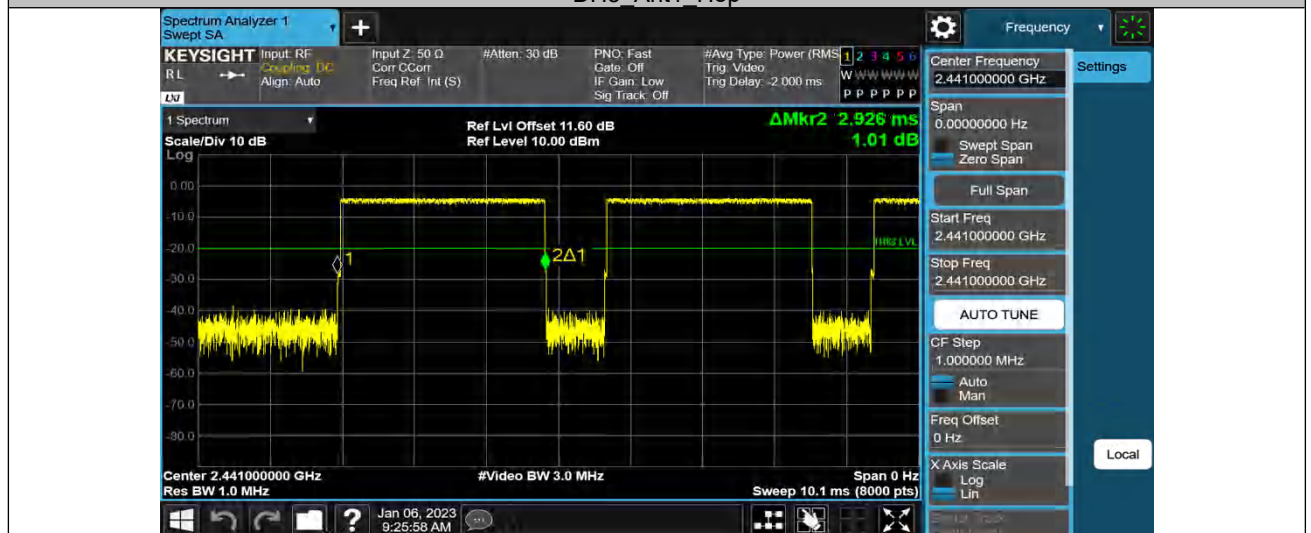 Spectrum Analyzer 1
Swept SA
+
Frequency
KEYSIGHT
Input: RF
Coupling: DC
Align: Auto
RL
LXI
Input Z: 50 Ω
Corr CCorr
Freq Ref: Int (S)
#Atten: 30 dB
PNO: Fast
Gate: Off
IF Gain: Low
Sig Track: Off
#Avg Type: Power (RMS
Trig: Video
Trig Delay: -2.000 ms
1 2 3 4 5 6
W W W W W W
P P P P P P
1 Spectrum
Scale/Div 10 dB
Log
Ref Lvl Offset 11.60 dB
Ref Level 10.00 dBm
ΔMkr2 2.926 ms
1.01 dB
0.00
-10.0
-20.0
-30.0
-40.0
-50.0
-60.0
-70.0
-80.0
1
2Δ1
TRIG LVL
Center 2.441000000 GHz
Res BW 1.0 MHz
#Video BW 3.0 MHz
Span 0 Hz
Sweep 10.1 ms (8000 pts)
Center Frequency
2.441000000 GHz
Settings
Span
0.00000000 Hz
Swept Span
Zero Span
Full Span
Start Freq
2.441000000 GHz
Stop Freq
2.441000000 GHz
AUTO TUNE
CF Step
1.000000 MHz
Auto
Man
Freq Offset
0 Hz
X Axis Scale
Log
Lin
Local
?
Jan 06, 2023
9:25:58 AM